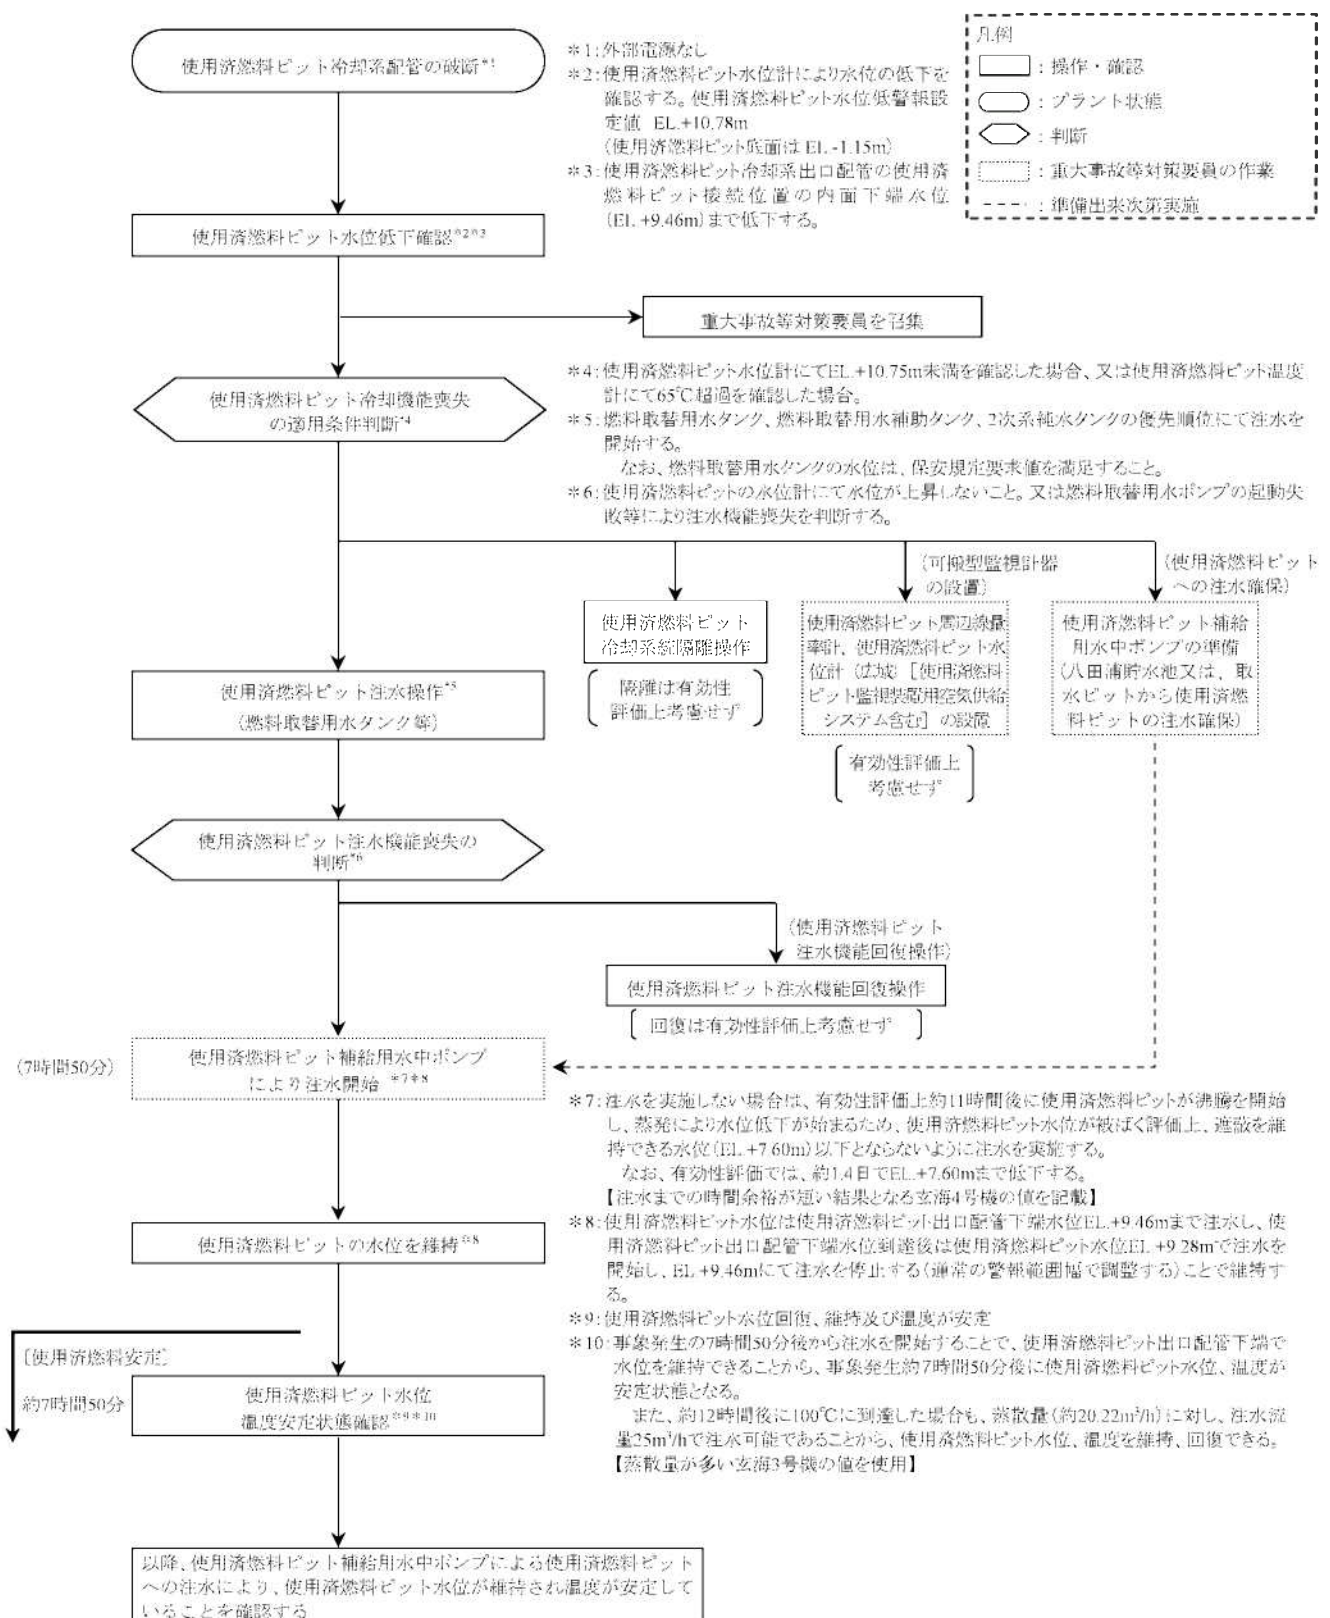 使用済燃料ピット冷却系配管の破断*1
*1:外部電源なし
*2:使用済燃料ピット水位計により水位の低下を
確認する。使用済燃料ピット水位低警報設
定値 EL.+10.78m
(使用済燃料ピット底面はEL.-1.15m)
*3:使用済燃料ピット冷却系出口配管の使用済
燃料ピット接続位置の内面下端水位
(EL.+9.46m)まで低下する。
凡例
:操作・確認
:プラント状態
:判断
:重大事故等対策要員の作業
:準備出来次第実施
使用済燃料ピット水位低下確認*2*3
重大事故等対策要員を召集
使用済燃料ピット冷却機能喪失
の適用条件判断*4
*4:使用済燃料ピット水位計にてEL.+10.75m未満を確認した場合、又は使用済燃料ピット温度
計にて65℃超過を確認した場合。
*5:燃料取替用水タンク、燃料取替用水補助タンク、2次系純水タンクの優先順位にて注水を
開始する。
なお、燃料取替用水タンクの水位は、保安規定要求値を満足すること。
*6:使用済燃料ピットの水位計にて水位が上昇しないこと。又は燃料取替用水ポンプの起動失
敗等により注水機能喪失を判断する。
(可搬型監視計器
の設置)
(使用済燃料ピット
への注水確保)
使用済燃料ピット
冷却系統隔離操作
隔離は有効性
評価上考慮せず
使用済燃料ピット周辺線量
率計、使用済燃料ピット水
位計(広域)[使用済燃料
ピット監視装置用空気供給
システム含む]の設置
有効性評価上
考慮せず
使用済燃料ピット補給
用水中ポンプの準備
(八田浦貯水池又は、取
水ピットから使用済燃
料ピットの注水確保)
使用済燃料ピット注水操作*5
(燃料取替用水タンク等)
使用済燃料ピット注水機能喪失の
判断*6
(使用済燃料ピット
注水機能回復操作)
使用済燃料ピット注水機能回復操作
回復は有効性評価上考慮せず
(7時間50分)
使用済燃料ピット補給用水中ポンプ
により注水開始 *7*8
*7:注水を実施しない場合は、有効性評価上約11時間後に使用済燃料ピットが沸騰を開始
し、蒸発により水位低下が始まるため、使用済燃料ピット水位が被ばく評価上、遮蔽を維
持できる水位(EL.+7.60m)以下とならないように注水を実施する。
なお、有効性評価では、約1.4日でEL.+7.60mまで低下する。
【注水までの時間余裕が短い結果となる玄海4号機の値を記載】
*8:使用済燃料ピット水位は使用済燃料ピット出口配管下端水位EL.+9.46mまで注水し、使
用済燃料ピット出口配管下端水位到達後は使用済燃料ピット水位EL.+9.28mで注水を
開始し、EL.+9.46mにて注水を停止する(通常の警報範囲幅で調整する)ことで維持す
る。
使用済燃料ピットの水位を維持*8
*9:使用済燃料ピット水位回復、維持及び温度が安定
*10:事象発生の7時間50分後から注水を開始することで、使用済燃料ピット出口配管下端で
水位を維持できることから、事象発生約7時間50分後に使用済燃料ピット水位、温度が
安定状態となる。
また、約12時間後に100℃に到達した場合も、蒸散量(約20.22m³/h)に対し、注水流
量25m³/hで注水可能であることから、使用済燃料ピット水位、温度を維持、回復できる。
【蒸散量が多い玄海3号機の値を使用】
[使用済燃料安定]
約7時間50分
使用済燃料ピット水位
温度安定状態確認*9*10
以降、使用済燃料ピット補給用水中ポンプによる使用済燃料ピット
への注水により、使用済燃料ピット水位が維持され温度が安定して
いることを確認する